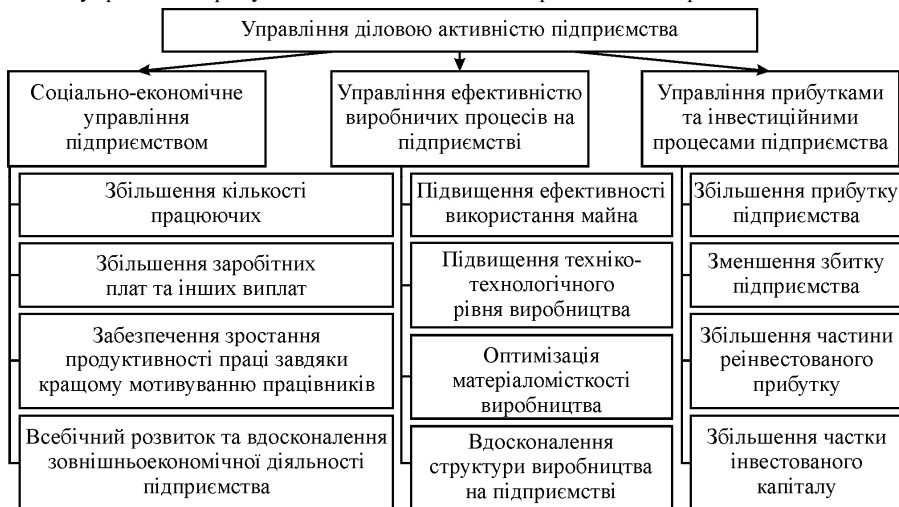 Управління діловою активністю підприємства
Соціально-економічне
управління
підприємством
Збільшення кількості
працюючих
Збільшення заробітних
плат та інших виплат
Забезпечення зростання
продуктивності праці завдяки
кращому мотивуванню працівників
Всебічний розвиток та вдосконалення
зовнішньоекономічної діяльності
підприємства
Управління ефективністю
виробничих процесів на
підприємстві
Підвищення ефективності
використання майна
Підвищення техніко-
технологічного
рівня виробництва
Оптимізація
матеріаломісткості
виробництва
Вдосконалення
структури виробництва
на підприємстві
Управління прибутками
та інвестиційними
процесами підприємства
Збільшення прибутку
підприємства
Зменшення збитку
підприємства
Збільшення частини
реінвестованого
прибутку
Збільшення частки
інвестованого
капіталу